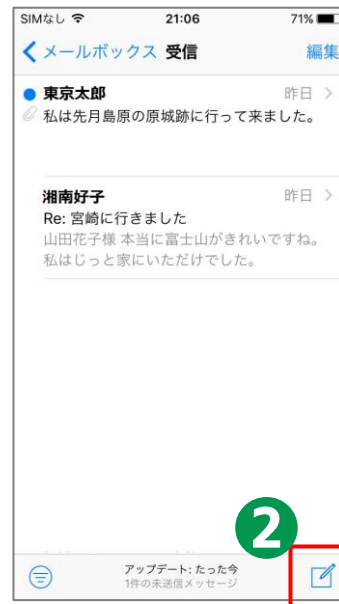 SIMなし 21:06 71%
メールボックス 受信 編集
東京太郎 昨日
私は先月島原の原城跡に行って来ました。
湘南好子 昨日
Re: 宮崎に行きました
山田花子様 本当に富士山がきれいですね。
私はじっと家にいただけでした。
2
アップデート: たった今
1件の未送信メッセージ